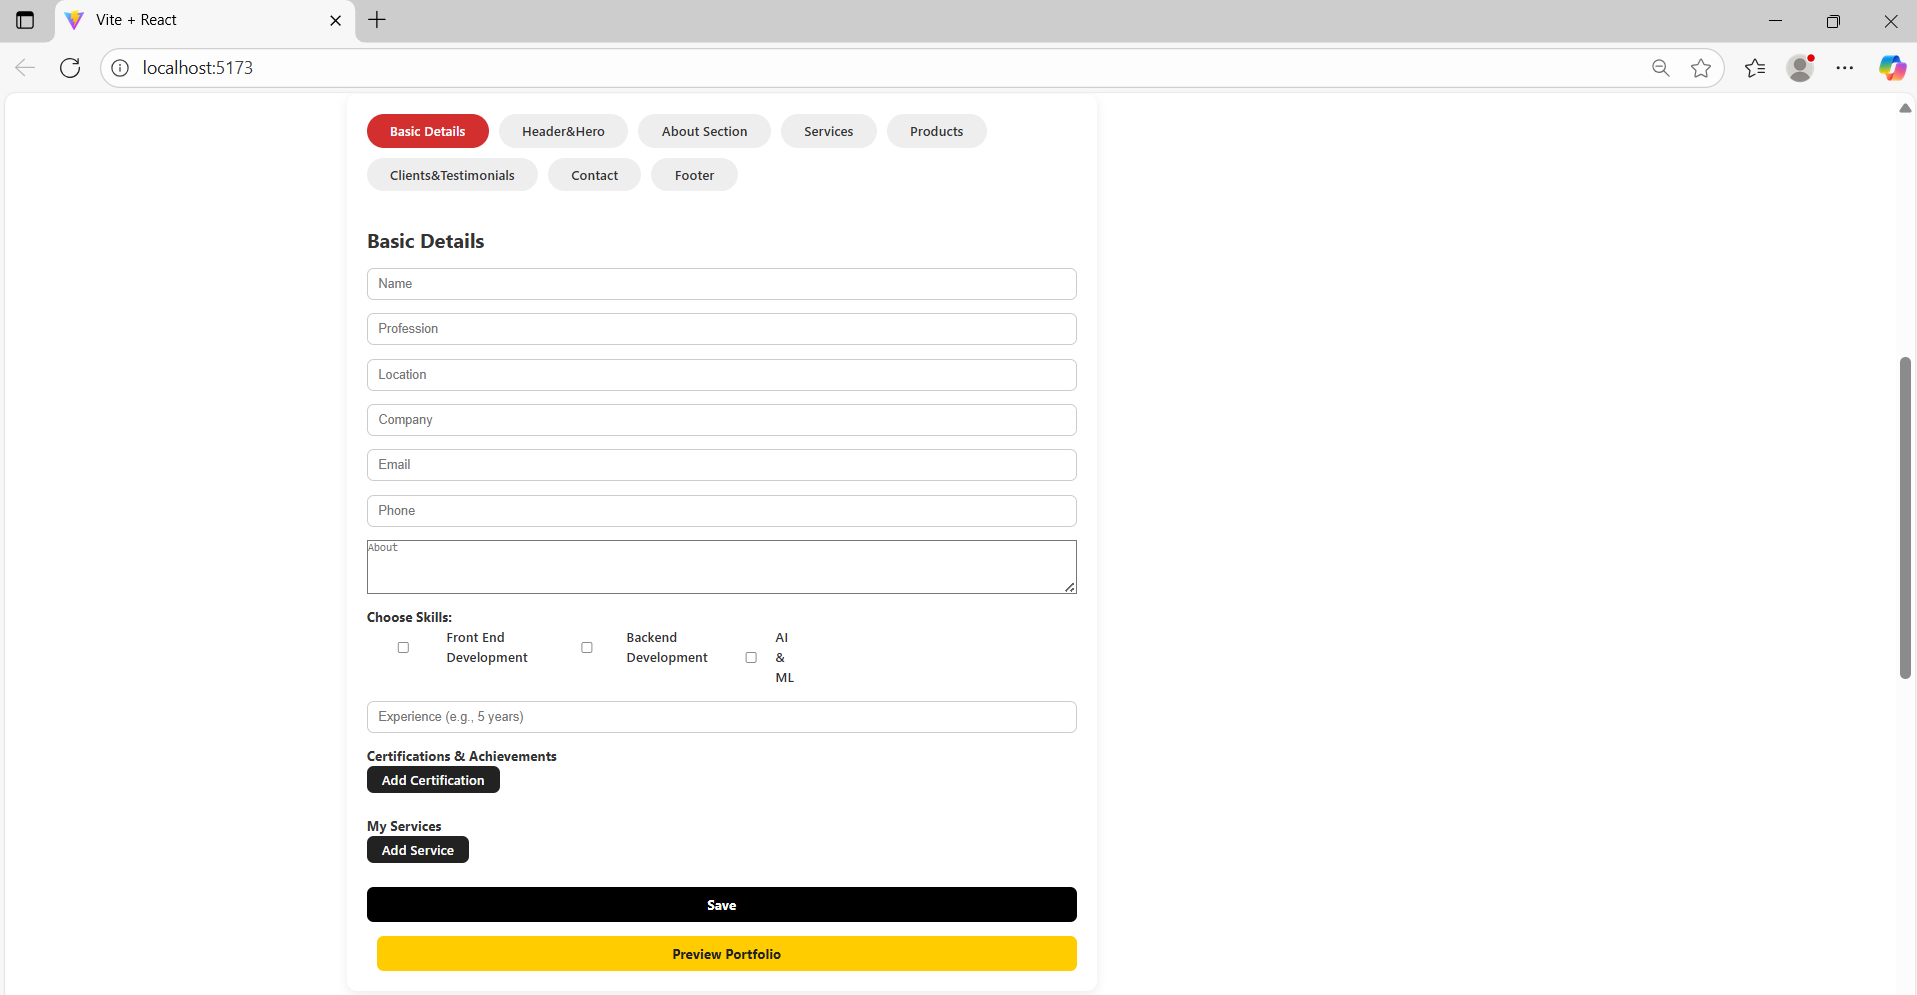 Vite + React
localhost:5173
Basic Details
Header&Hero
About Section
Services
Products
Clients&Testimonials
Contact
Footer
Basic Details
Name
Profession
Location
Company
Email
Phone
About
Choose Skills:
Front End
Development
Backend
Development
AI
&
ML
Experience (e.g., 5 years)
Certifications & Achievements
Add Certification
My Services
Add Service
Save
Preview Portfolio